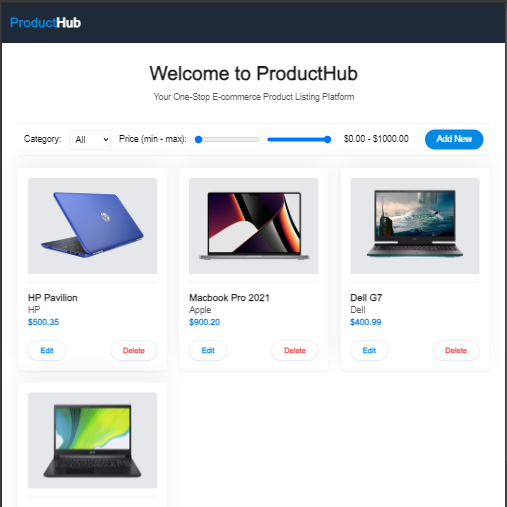 ProductHub
Welcome to ProductHub
Your One-Stop E-commerce Product Listing Platform
Category: All Price (min - max): $0.00 - $1000.00 Add New
HP Pavilion
HP
$500.35
Edit Delete
Macbook Pro 2021
Apple
$900.20
Edit Delete
Dell G7
Dell
$400.99
Edit Delete